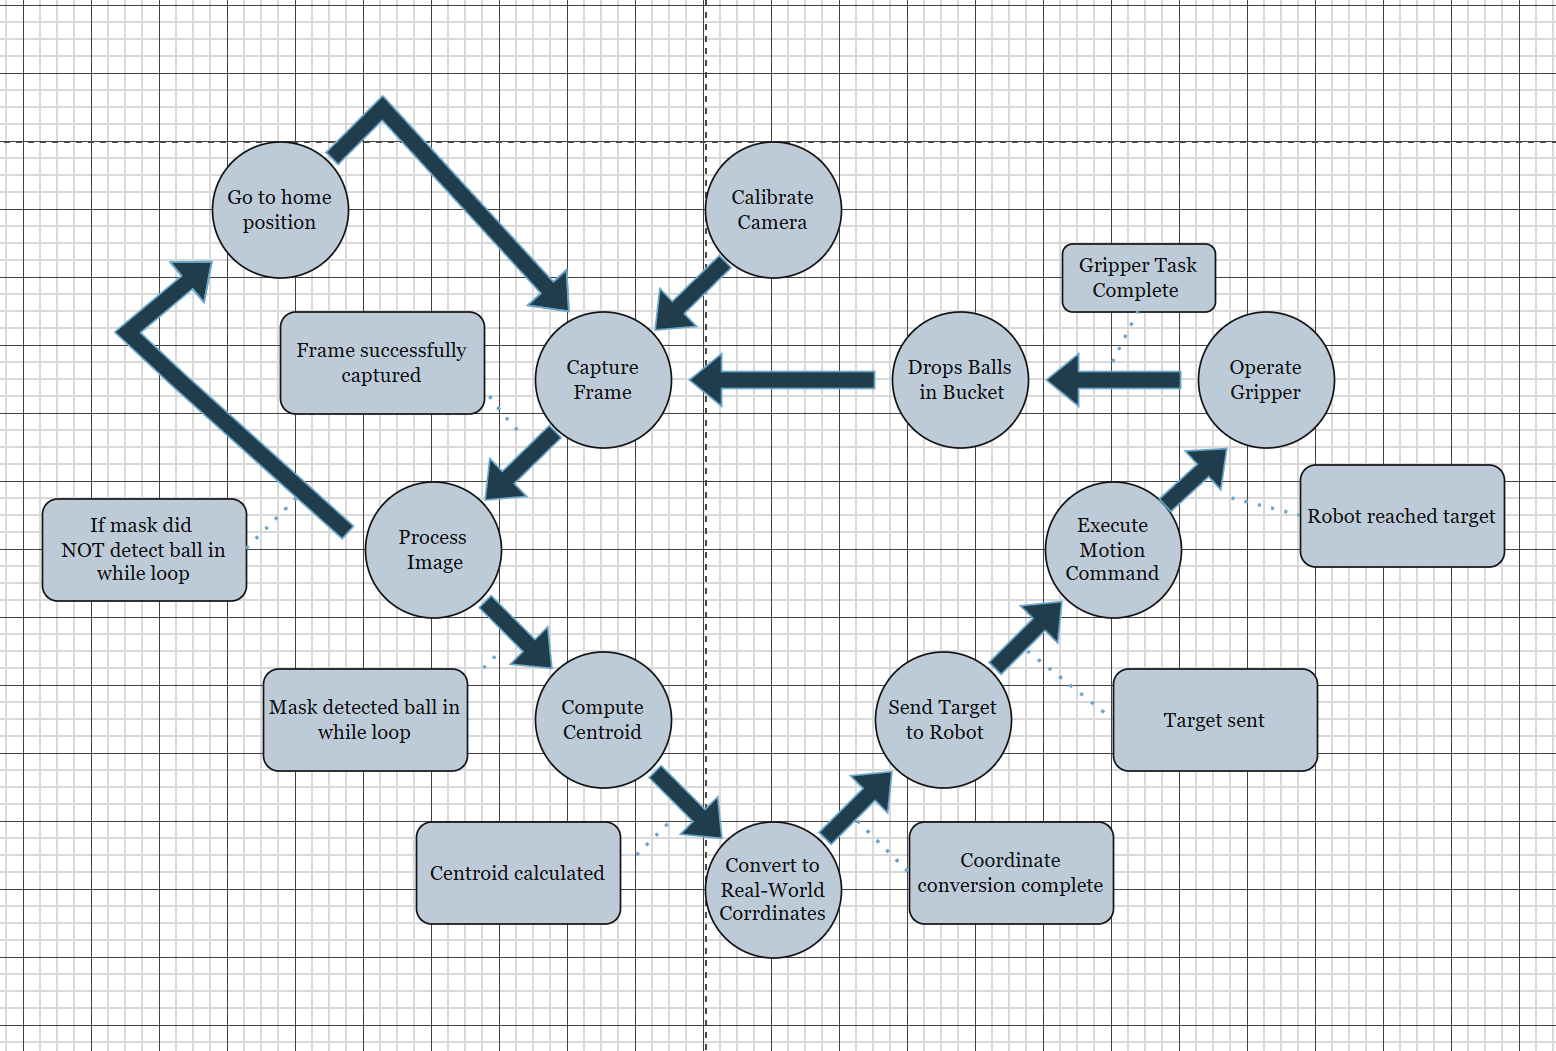 Go to home
position
Calibrate
Camera
Gripper Task
Complete
Frame successfully
captured
Capture
Frame
Drops Balls
in Bucket
Operate
Gripper
If mask did
NOT detect ball in
while loop
Process
Image
Execute
Motion
Command
Robot reached target
Mask detected ball in
while loop
Compute
Centroid
Send Target
to Robot
Target sent
Centroid calculated
Convert to
Real-World
Corrdinates
Coordinate
conversion complete